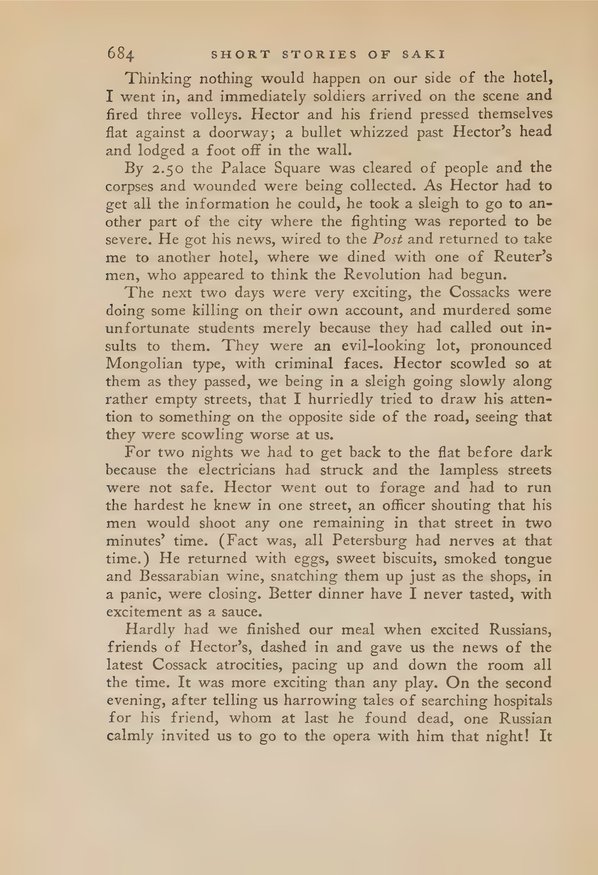 684 SHORT STORIES OF SAKI
Thinking nothing would happen on our side of the hotel,
I went in, and immediately soldiers arrived on the scene and
fired three volleys. Hector and his friend pressed themselves
flat against a doorway; a bullet whizzed past Hector’s head
and lodged a foot off in the wall.
By 2.50 the Palace Square was cleared of people and the
corpses and wounded were being collected. As Hector had to
get all the information he could, he took a sleigh to go to an-
other part of the city where the fighting was reported to be
severe. He got his news, wired to the Post and returned to take
me to another hotel, where we dined with one of Reuter’s
men, who appeared to think the Revolution had begun.
The next two days were very exciting, the Cossacks were
doing some killing on their own account, and murdered some
unfortunate students merely because they had called out in-
sults to them. They were an evil-looking lot, pronounced
Mongolian type, with criminal faces. Hector scowled so at
them as they passed, we being in a sleigh going slowly along
rather empty streets, that I hurriedly tried to draw his atten-
tion to something on the opposite side of the road, seeing that
they were scowling worse at us.
For two nights we had to get back to the flat before dark
because the electricians had struck and the lampless streets
were not safe. Hector went out to forage and had to run
the hardest he knew in one street, an officer shouting that his
men would shoot any one remaining in that street in two
minutes’ time. (Fact was, all Petersburg had nerves at that
time.) He returned with eggs, sweet biscuits, smoked tongue
and Bessarabian wine, snatching them up just as the shops, in
a panic, were closing. Better dinner have I never tasted, with
excitement as a sauce.
Hardly had we finished our meal when excited Russians,
friends of Hector’s, dashed in and gave us the news of the
latest Cossack atrocities, pacing up and down the room all
the time. It was more exciting than any play. On the second
evening, after telling us harrowing tales of searching hospitals
for his friend, whom at last he found dead, one Russian
calmly invited us to go to the opera with him that night! It